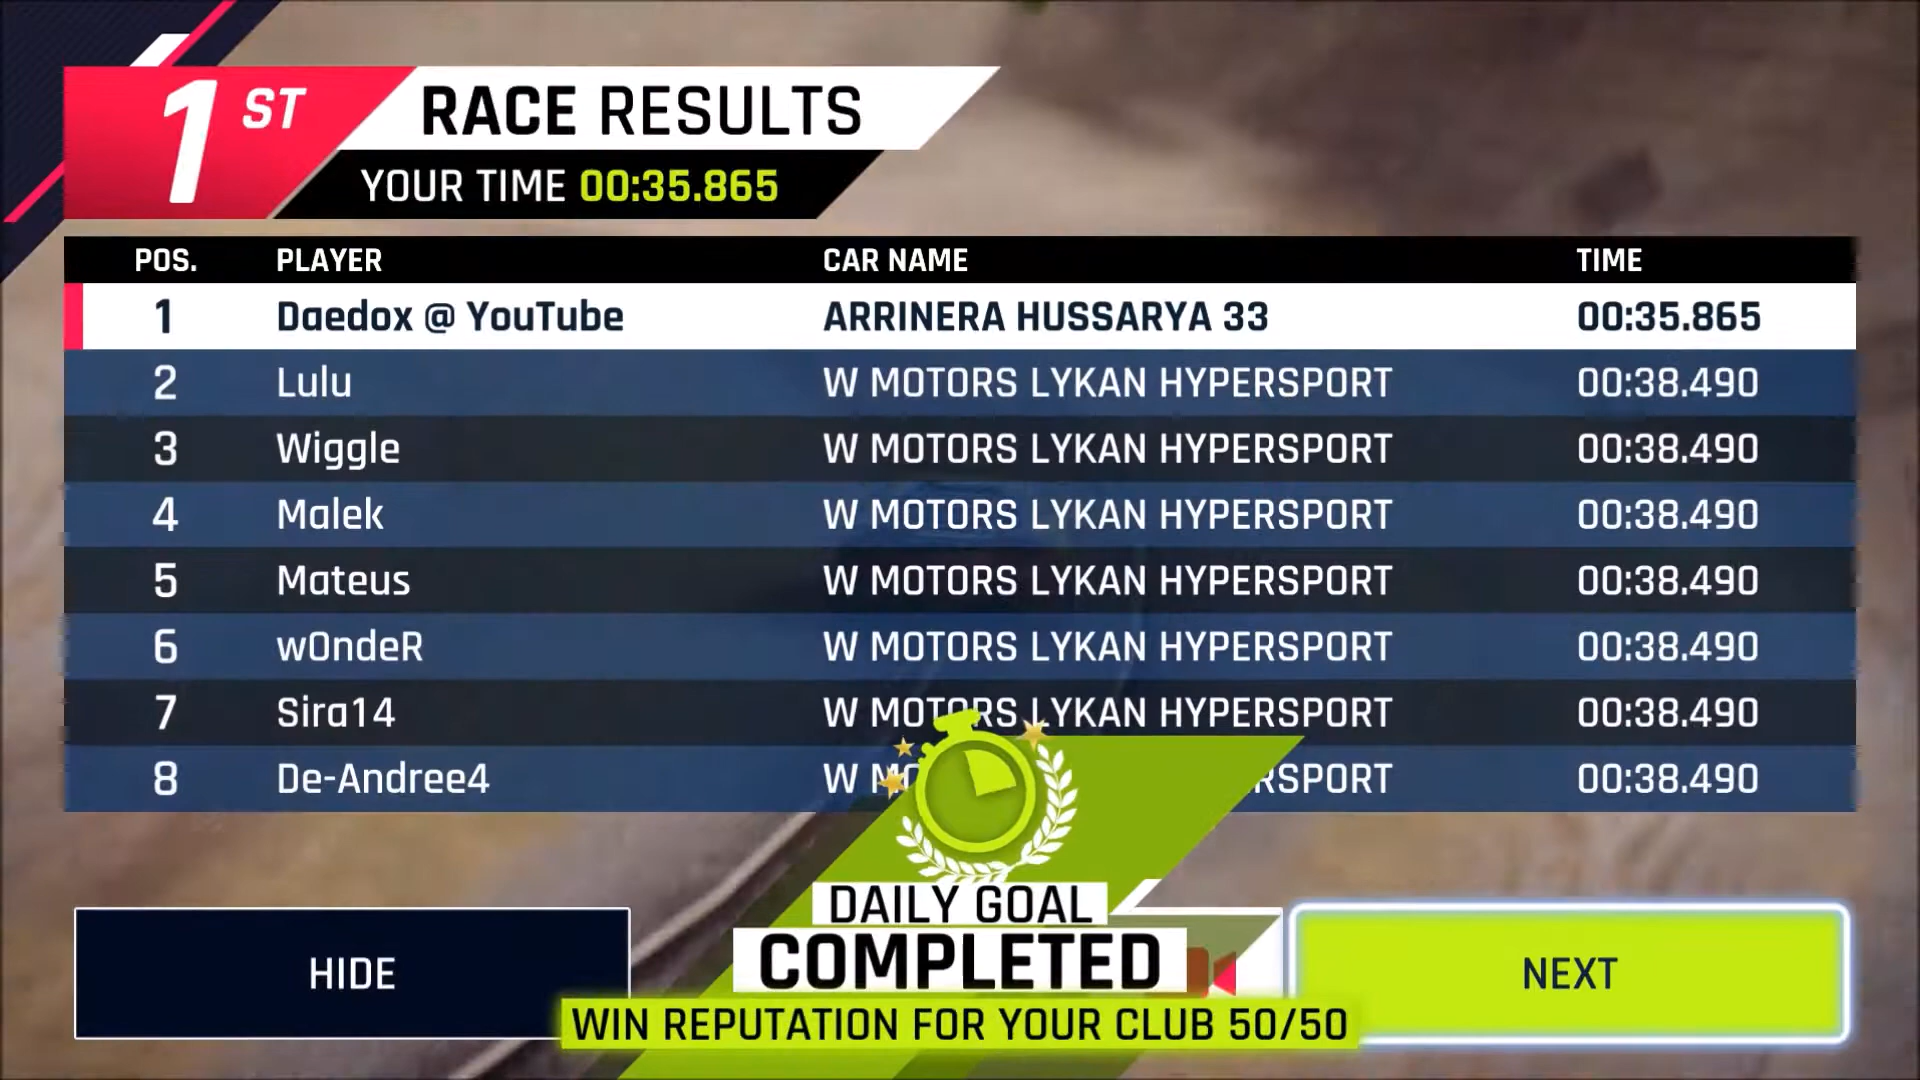 1 ST
RACE RESULTS
YOUR TIME 00:35.865
POS. PLAYER CAR NAME TIME
1 Daedox @ YouTube ARRINERA HUSSARYA 33 00:35.865
2 Lulu W MOTORS LYKAN HYPERSPORT 00:38.490
3 Wiggle W MOTORS LYKAN HYPERSPORT 00:38.490
4 Malek W MOTORS LYKAN HYPERSPORT 00:38.490
5 Mateus W MOTORS LYKAN HYPERSPORT 00:38.490
6 w0ndeR W MOTORS LYKAN HYPERSPORT 00:38.490
7 Sira14 W MOTORS LYKAN HYPERSPORT 00:38.490
8 De-Andree4 W 00:38.490
DAILY GOAL
COMPLETED
WIN REPUTATION FOR YOUR CLUB 50/50
HIDE
NEXT